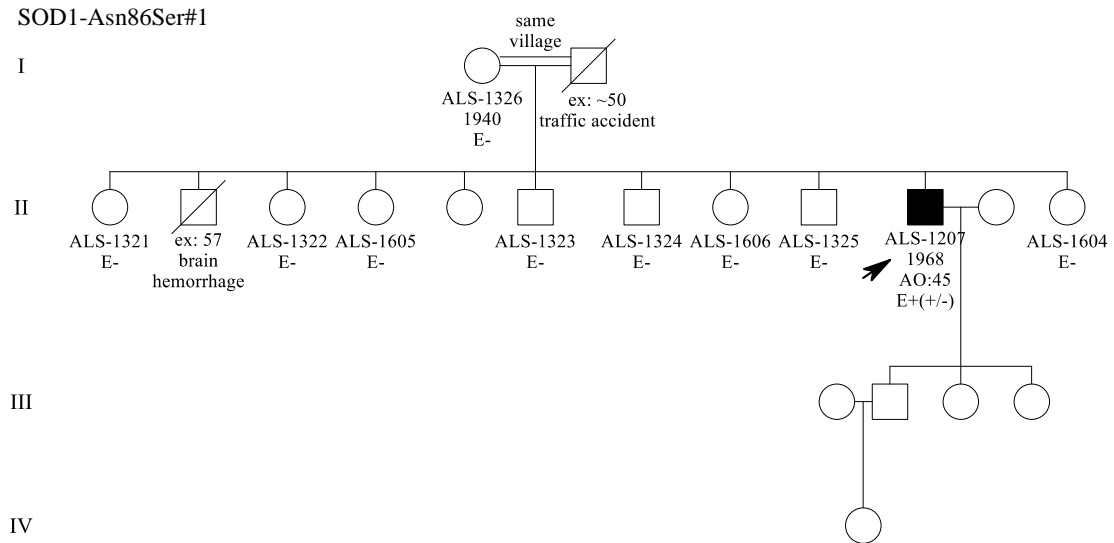 SOD1-Asn86Ser#1
same
village
I
ALS-1326
1940
E-
ex: ~50
traffic accident
II
ALS-1321
E-
ex: 57
brain
hemorrhage
ALS-1322
E-
ALS-1605
E-
ALS-1323
E-
ALS-1324
E-
ALS-1606
E-
ALS-1325
E-
ALS-1207
1968
AO:45
E+(+/-)
ALS-1604
E-
III
IV